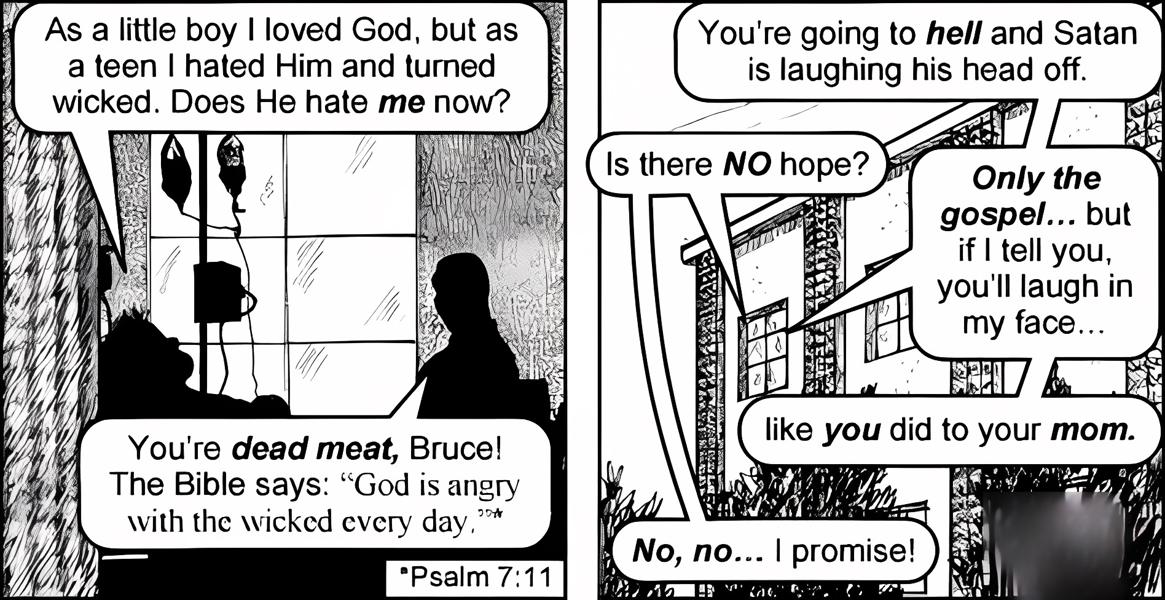 As a little boy I loved God, but as
a teen I hated Him and turned
wicked. Does He hate me now?
You're dead meat, Bruce!
The Bible says: “God is angry
with the wicked every day.”*
*Psalm 7:11
You're going to hell and Satan
is laughing his head off.
Is there NO hope?
Only the
gospel... but
if I tell you,
you'll laugh in
my face...
like you did to your mom.
No, no... I promise!